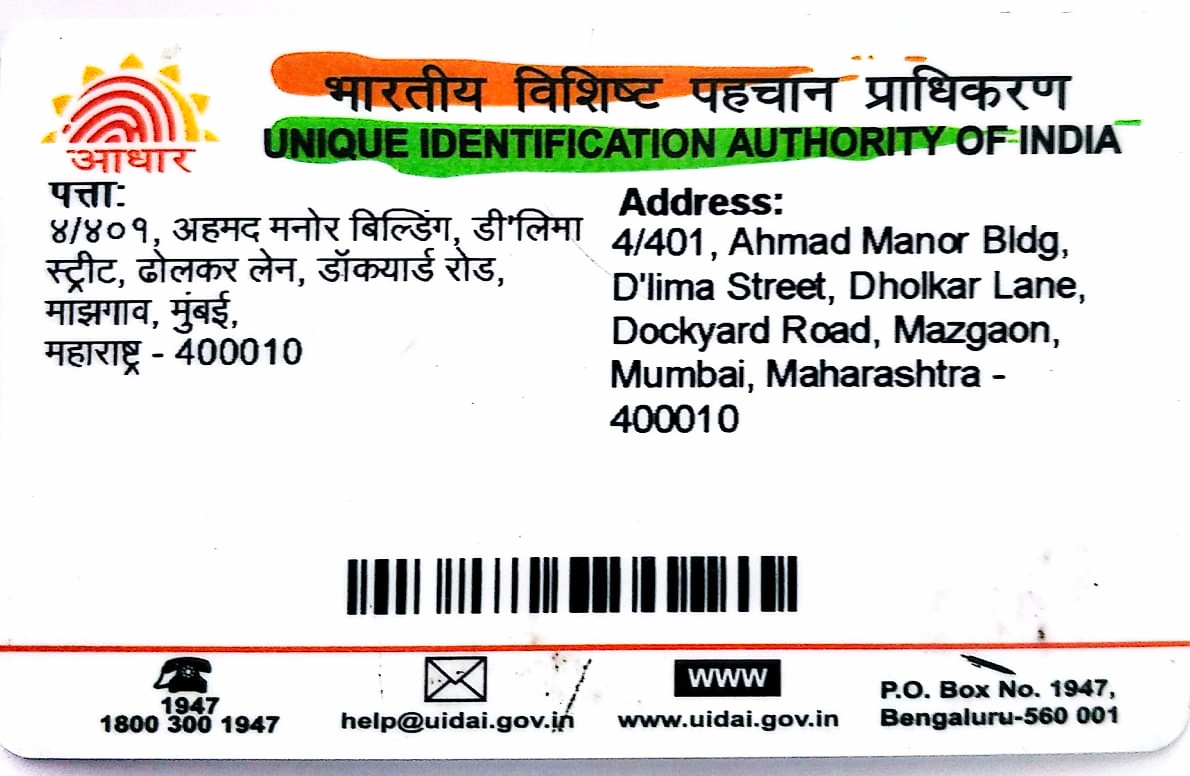 भारतीय विशिष्ट पहचान प्राधिकरण
UNIQUE IDENTIFICATION AUTHORITY OF INDIA
आधार
पत्ता:
४/४०१, अहमद मनोर बिल्डिंग, डी'लिमा
स्ट्रीट, ढोलकर लेन, डॉकयार्ड रोड,
माझगाव, मुंबई,
महाराष्ट्र - 400010
Address:
4/401, Ahmad Manor Bldg,
D'lima Street, Dholkar Lane,
Dockyard Road, Mazgaon,
Mumbai, Maharashtra -
400010
1947
1800 300 1947
help@uidai.gov.in
www
www.uidai.gov.in
P.O. Box No. 1947,
Bengaluru-560 001